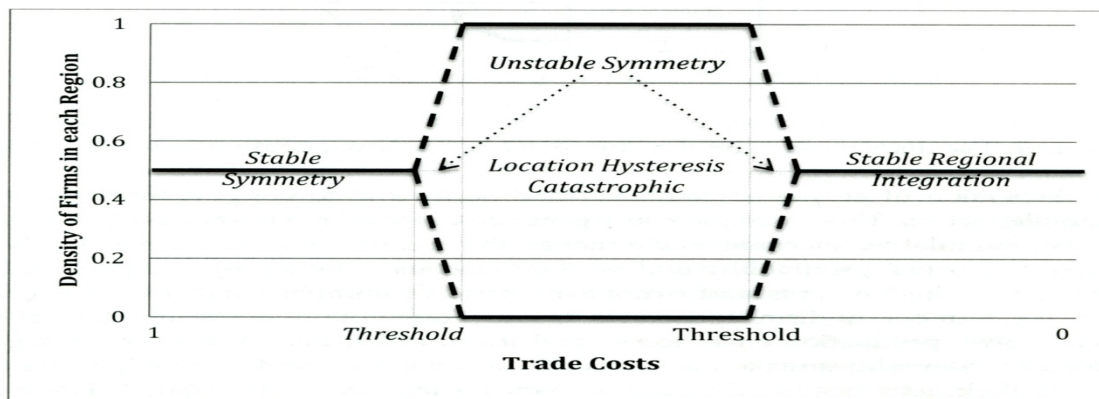 Density of Firms in each Region
1
0.8
0.6
0.4
0.2
0
Unstable Symmetry
Stable
Symmetry
Location Hysteresis
Catastrophic
Stable Regional
Integration
1
Threshold
Threshold
0
Trade Costs